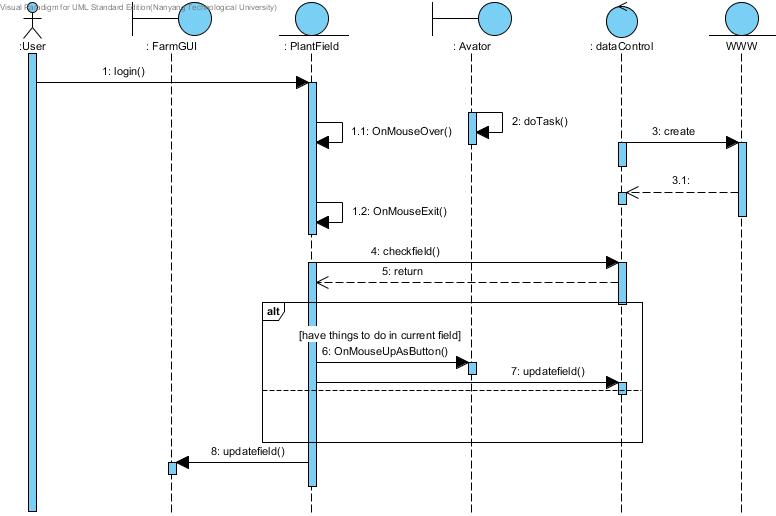 Visual Paradigm for UML Standard Edition(Nanyang Technological University)
:User
: FarmGUI
: PlantField
: Avator
: dataControl
WWW
1: login()
1.1: OnMouseOver()
2: doTask()
3: create
3.1:
1.2: OnMouseExit()
4: checkfield()
5: return
alt
[have things to do in current field]
6: OnMouseUpAsButton()
7: updatefield()
8: updatefield()